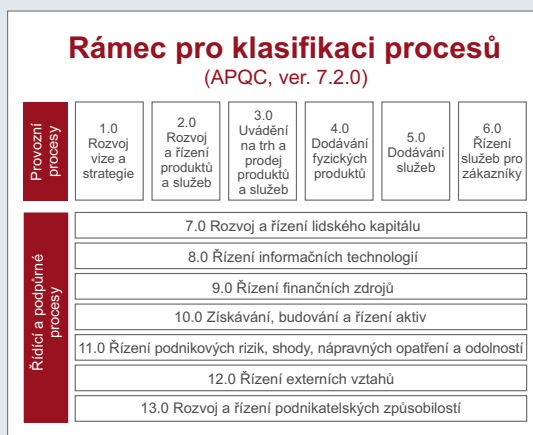 Rámec pro klasifikaci procesů
(APQC, ver. 7.2.0)
Provozní
procesy
1.0
Rozvoj
vize a
strategie
2.0
Rozvoj
a řízení
produktů
a služeb
3.0
Uvádění
na trh a
prodej
produktů
a služeb
4.0
Dodávání
fyzických
produktů
5.0
Dodávání
služeb
6.0
Řízení
služeb pro
zákazníky
Řídící a podpůrné
procesy
7.0 Rozvoj a řízení lidského kapitálu
8.0 Řízení informačních technologií
9.0 Řízení finančních zdrojů
10.0 Získávání, budování a řízení aktiv
11.0 Řízení podnikových rizik, shody, nápravných opatření a odolností
12.0 Řízení externích vztahů
13.0 Rozvoj a řízení podnikatelských způsobilostí